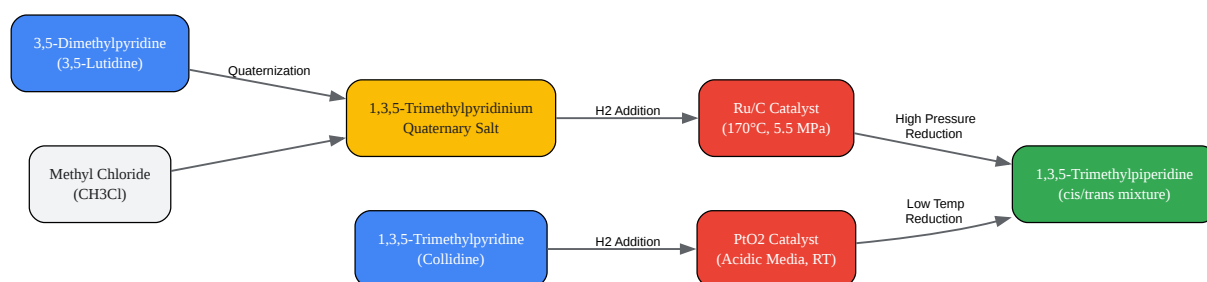 3,5-Dimethylpyridine
(3,5-Lutidine)
Quaternization
Methyl Chloride
(CH3Cl)
1,3,5-Trimethylpyridinium
Quaternary Salt
H2 Addition
Ru/C Catalyst
(170°C, 5.5 MPa)
High Pressure
Reduction
1,3,5-Trimethylpyridine
(Collidine)
H2 Addition
PtO2 Catalyst
(Acidic Media, RT)
Low Temp
Reduction
1,3,5-Trimethylpiperidine
(cis/trans mixture)